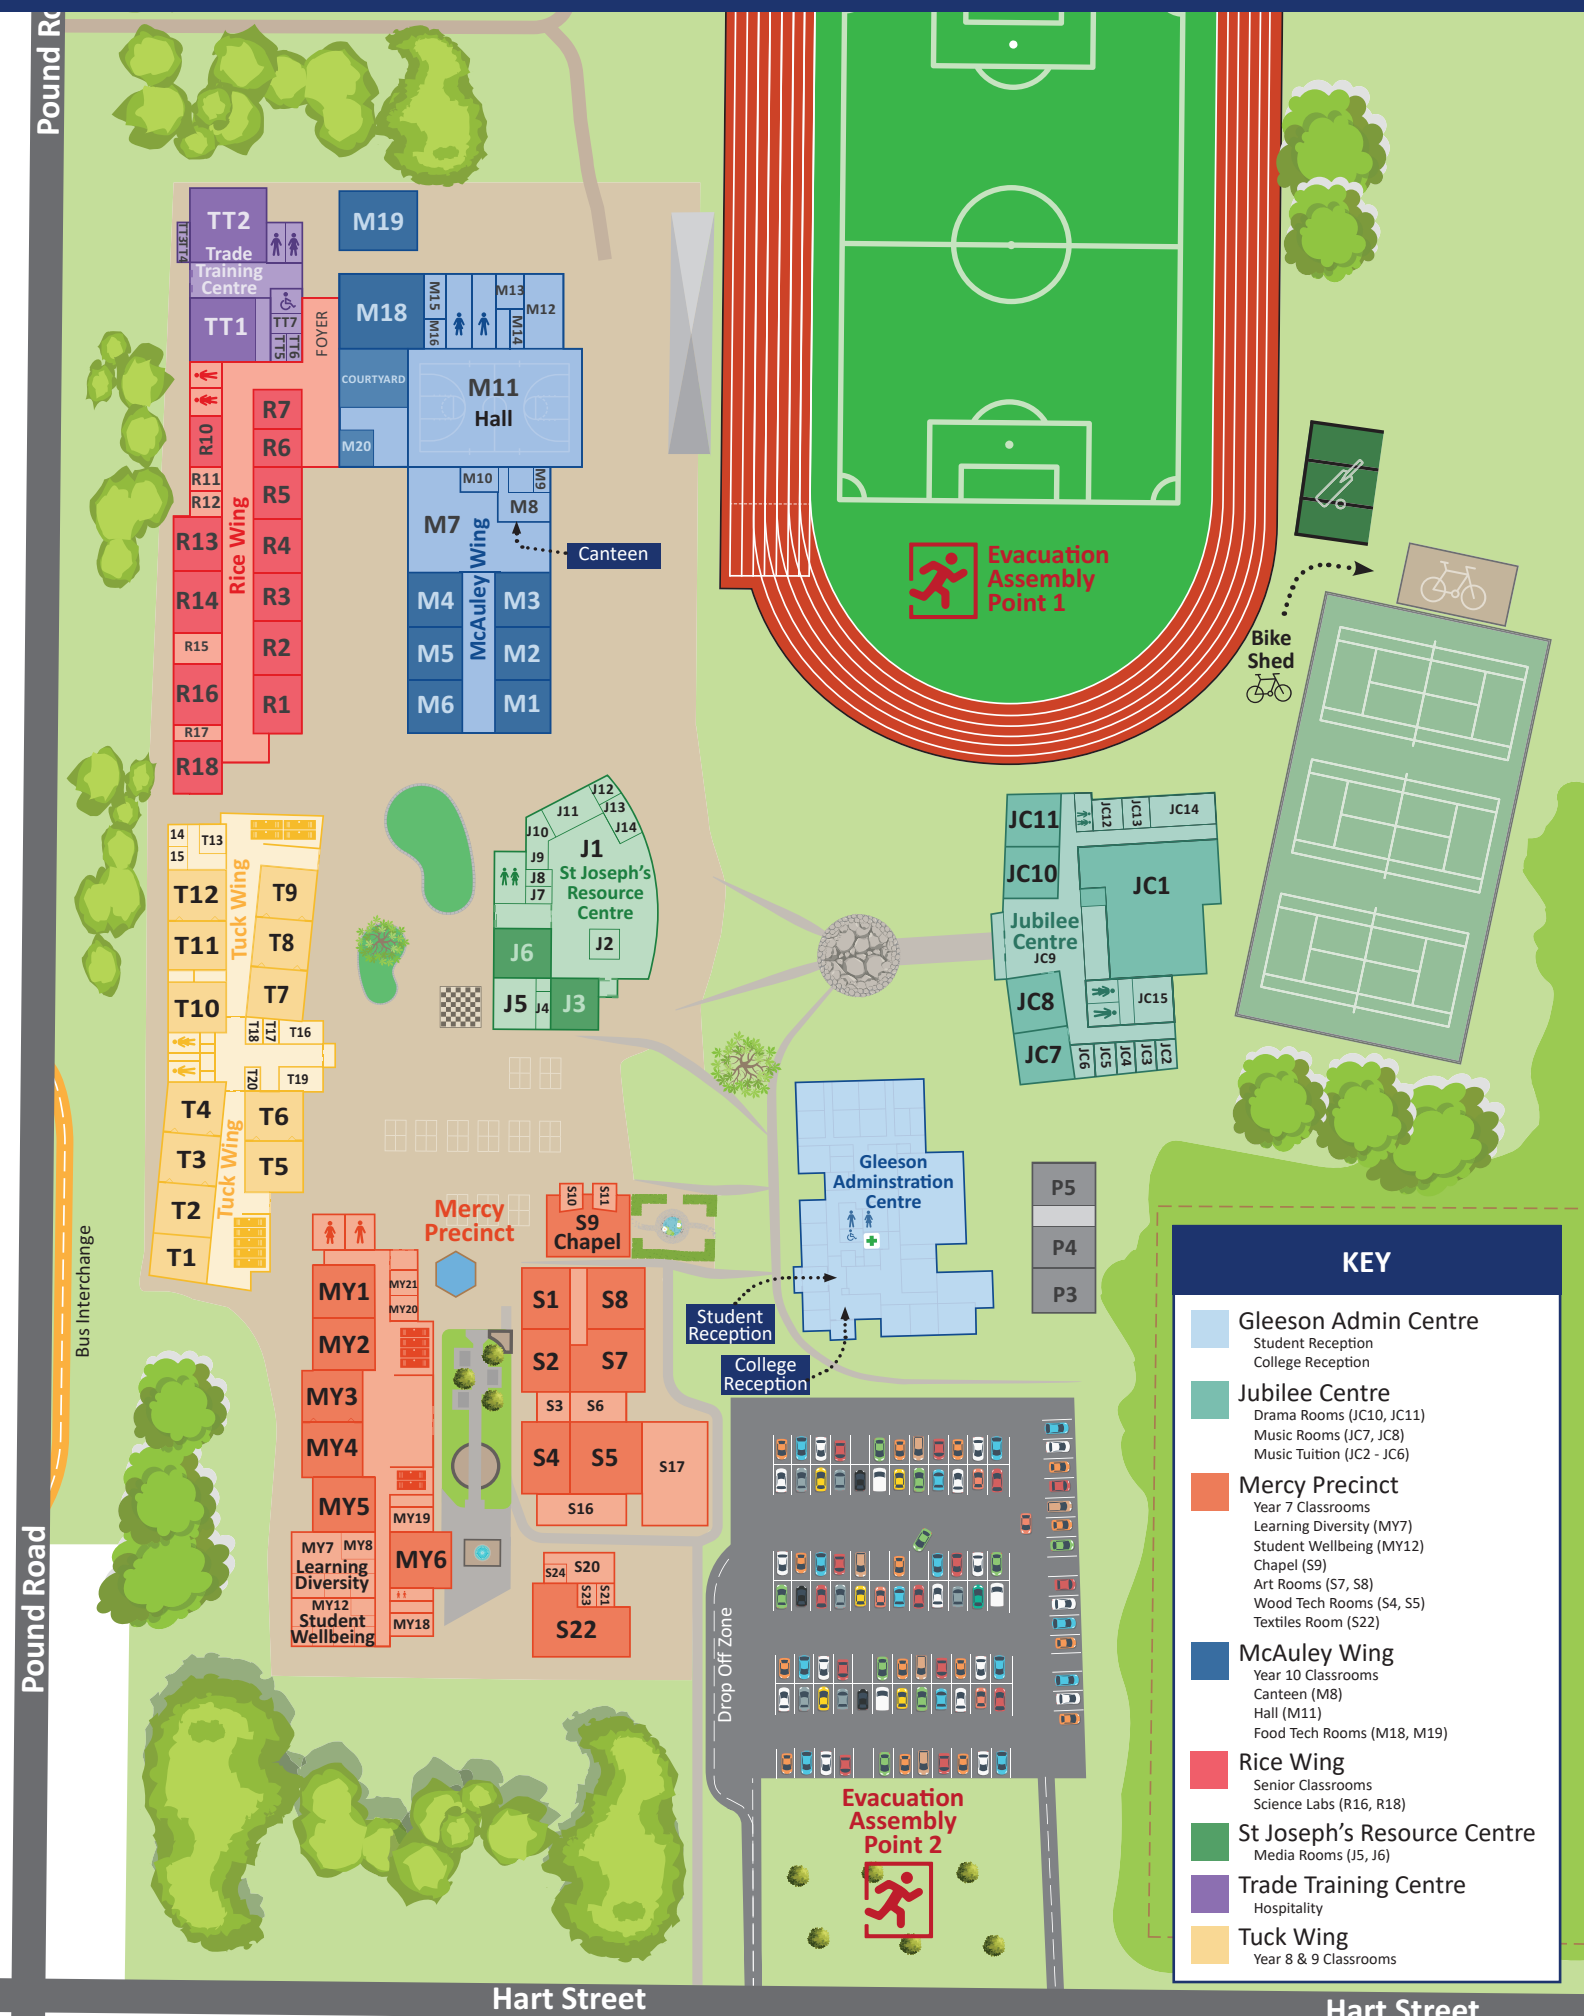 Pound Ro
TT2
TT3
TT4
Trade
Training
Centre
TT1
TT7
TT5
TT6
FOYER
M19
M18
M15
M16
M13
M14
M12
COURTYARD
M11
Hall
M20
M10
M9
M8
M7
Canteen
McAuley Wing
M4
M3
M5
M2
M6
M1
R10
R11
R12
R13
R14
R15
R16
R17
R18
Rice Wing
R7
R6
R5
R4
R3
R2
R1
Evacuation
Assembly
Point 1
Bike
Shed
14
15
T13
T12
T11
T10
Tuck Wing
T9
T8
T7
T18
T17
T16
T20
T19
T4
T3
T2
T1
Tuck Wing
T6
T5
J12
J11
J13
J14
J10
J9
J8
J7
J1
St Joseph's
Resource
Centre
J2
J6
J5
J4
J3
JC11
JC12
JC13
JC14
JC10
JC1
Jubilee
Centre
JC9
JC8
JC15
JC7
JC6
JC5
JC4
JC3
JC2
Gleeson
Adminstration
Centre
Student
Reception
College
Reception
P5
P4
P3
Bus Interchange
Mercy
Precinct
S10
S11
S9
Chapel
S1
S8
S2
S7
S3
S6
S4
S5
S17
S16
S20
S24
S23
S21
S22
MY1
MY21
MY20
MY2
MY3
MY4
MY5
MY19
MY7
MY8
Learning
Diversity
MY6
MY12
Student
Wellbeing
MY18
Pound Road
Drop Off Zone
Evacuation
Assembly
Point 2
KEY
Gleeson Admin Centre
Student Reception
College Reception
Jubilee Centre
Drama Rooms (JC10, JC11)
Music Rooms (JC7, JC8)
Music Tuition (JC2 - JC6)
Mercy Precinct
Year 7 Classrooms
Learning Diversity (MY7)
Student Wellbeing (MY12)
Chapel (S9)
Art Rooms (S7, S8)
Wood Tech Rooms (S4, S5)
Textiles Room (S22)
McAuley Wing
Year 10 Classrooms
Canteen (M8)
Hall (M11)
Food Tech Rooms (M18, M19)
Rice Wing
Senior Classrooms
Science Labs (R16, R18)
St Joseph's Resource Centre
Media Rooms (J5, J6)
Trade Training Centre
Hospitality
Tuck Wing
Year 8 & 9 Classrooms
Hart Street
Hart Street